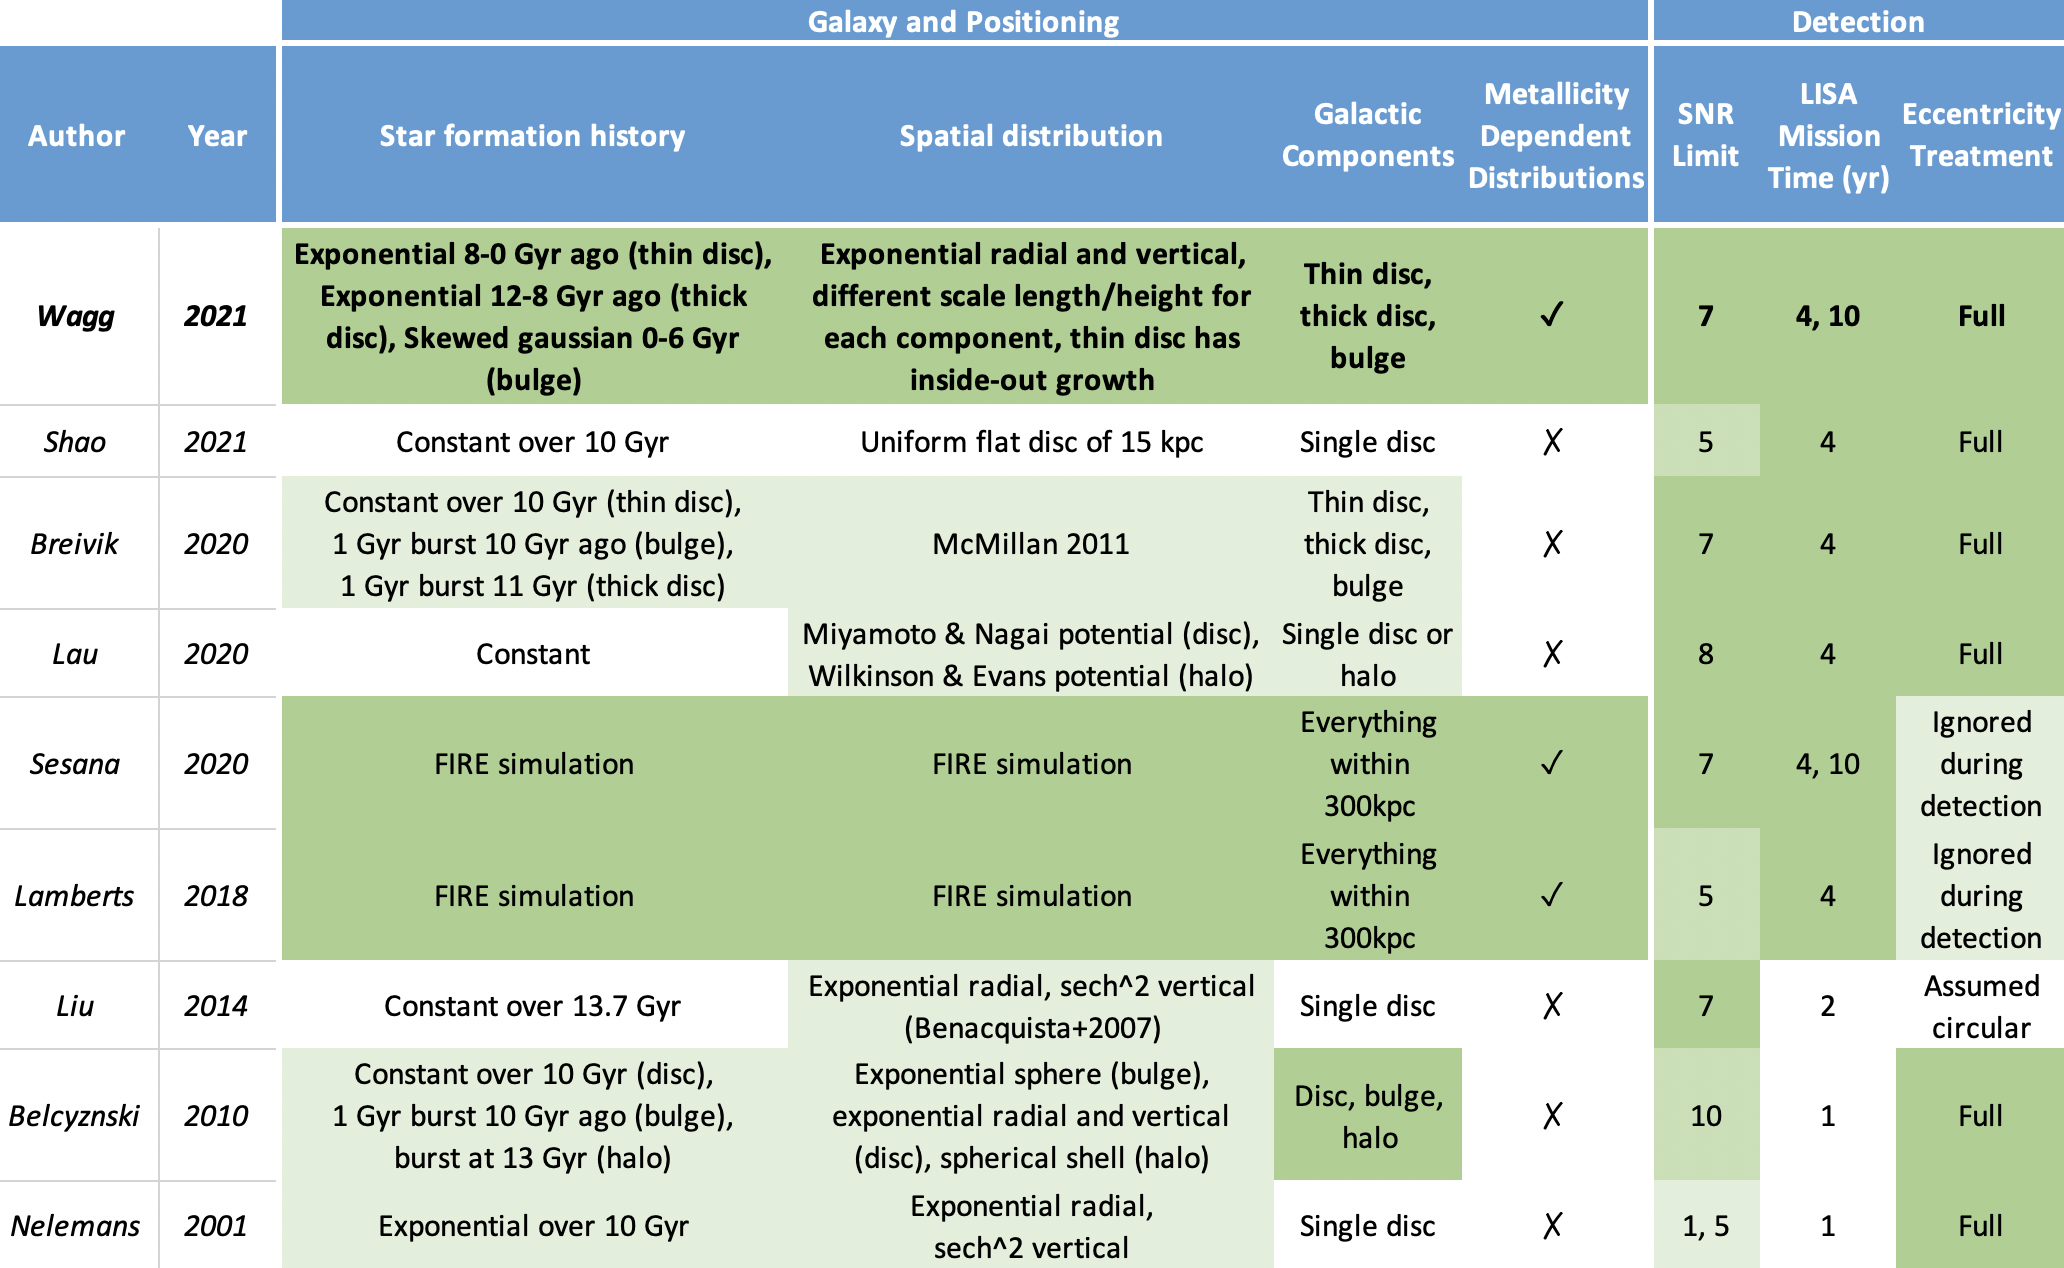 Galaxy and Positioning
Detection
Author
Year
Star formation history
Spatial distribution
Galactic
Components
Metallicity
Dependent
Distributions
SNR
Limit
LISA
Mission
Time (yr)
Eccentricity
Treatment
Wagg
2021
Exponential 8-0 Gyr ago (thin disc),
Exponential 12-8 Gyr ago (thick
disc), Skewed gaussian 0-6 Gyr
(bulge)
Exponential radial and vertical,
different scale length/height for
each component, thin disc has
inside-out growth
Thin disc,
thick disc,
bulge
✓
7
4, 10
Full
Shao
2021
Constant over 10 Gyr
Uniform flat disc of 15 kpc
Single disc
✗
5
4
Full
Breivik
2020
Constant over 10 Gyr (thin disc),
1 Gyr burst 10 Gyr ago (bulge),
1 Gyr burst 11 Gyr (thick disc)
McMillan 2011
Thin disc,
thick disc,
bulge
✗
7
4
Full
Lau
2020
Constant
Miyamoto & Nagai potential (disc),
Wilkinson & Evans potential (halo)
Single disc or
halo
✗
8
4
Full
Sesana
2020
FIRE simulation
FIRE simulation
Everything
within
300kpc
✓
7
4, 10
Ignored
during
detection
Lamberts
2018
FIRE simulation
FIRE simulation
Everything
within
300kpc
✓
5
4
Ignored
during
detection
Liu
2014
Constant over 13.7 Gyr
Exponential radial, sech^2 vertical
(Benacquista+2007)
Single disc
✗
7
2
Assumed
circular
Belcyznski
2010
Constant over 10 Gyr (disc),
1 Gyr burst 10 Gyr ago (bulge),
burst at 13 Gyr (halo)
Exponential sphere (bulge),
exponential radial and vertical
(disc), spherical shell (halo)
Disc, bulge,
halo
✗
10
1
Full
Nelemans
2001
Exponential over 10 Gyr
Exponential radial,
sech^2 vertical
Single disc
✗
1, 5
1
Full